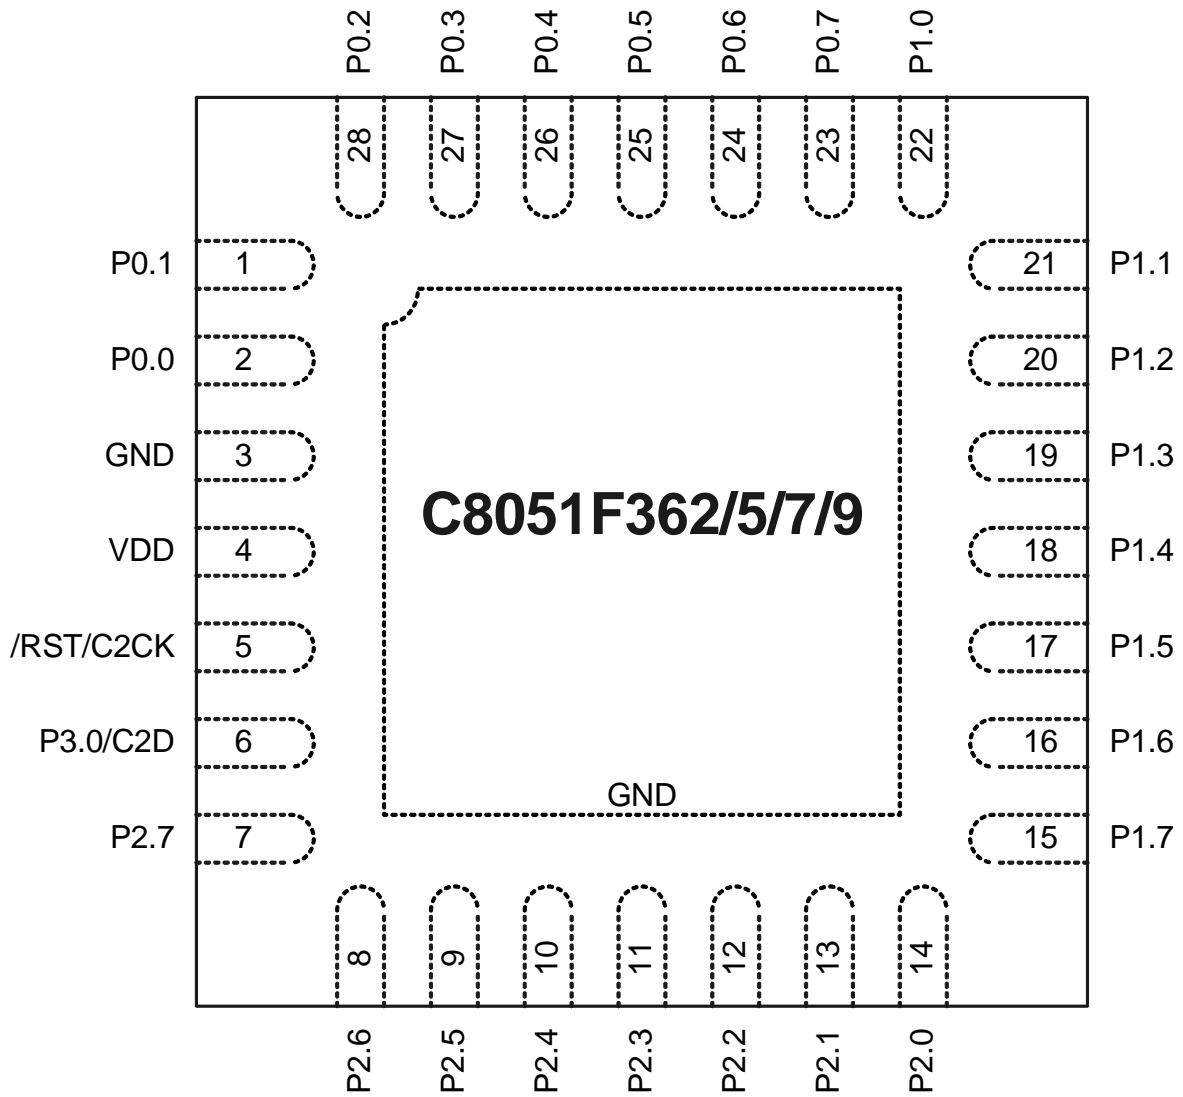 P0.2 P0.3 P0.4 P0.5 P0.6 P0.7 P1.0
28 27 26 25 24 23 22
P0.1 1 21 P1.1
P0.0 2 20 P1.2
GND 3 19 P1.3
C8051F362/5/7/9
VDD 4 18 P1.4
/RST/C2CK 5 17 P1.5
P3.0/C2D 6 16 P1.6
GND
P2.7 7 15 P1.7
8 9 10 11 12 13 14
P2.6 P2.5 P2.4 P2.3 P2.2 P2.1 P2.0